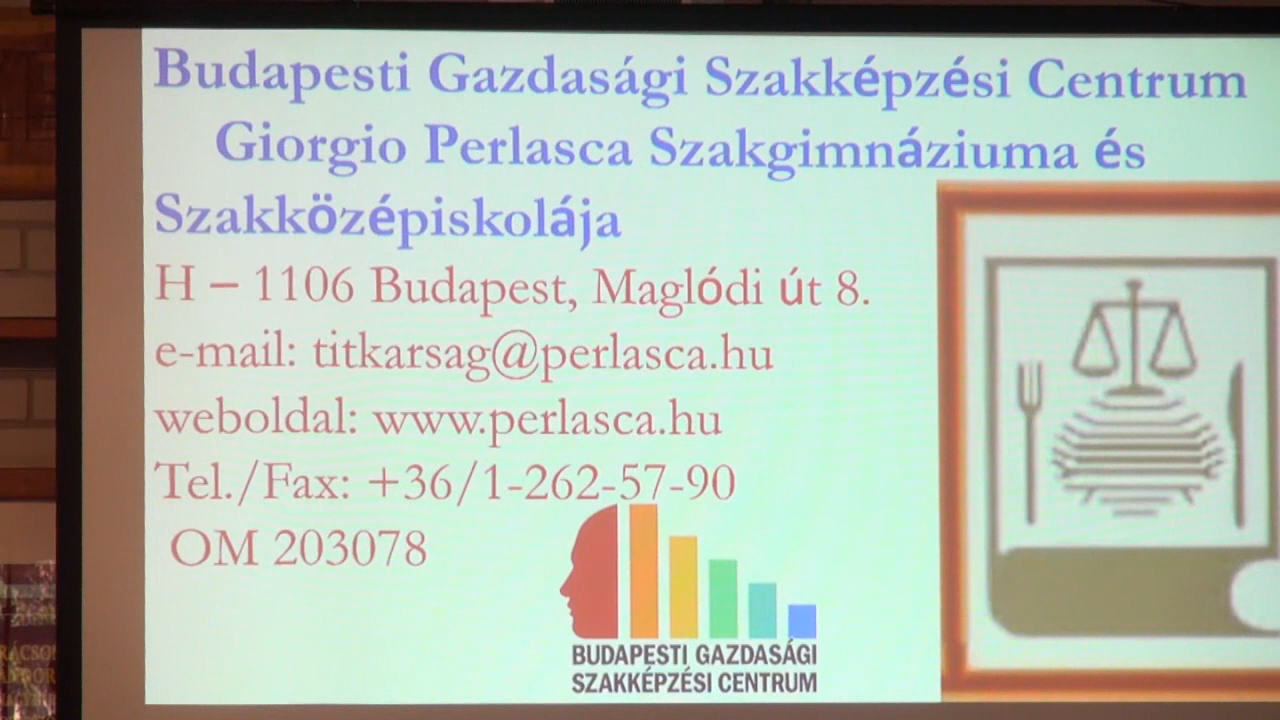 Budapesti Gazdasági Szakképzési Centrum
Giorgio Perlasca Szakgimnáziuma és
Szakközépiskolája
H – 1106 Budapest, Maglódi út 8.
e-mail: titkarsag@perlasca.hu
weboldal: www.perlasca.hu
Tel./Fax: +36/1-262-57-90
OM 203078
BUDAPESTI GAZDASÁGI
SZAKKÉPZÉSI CENTRUM